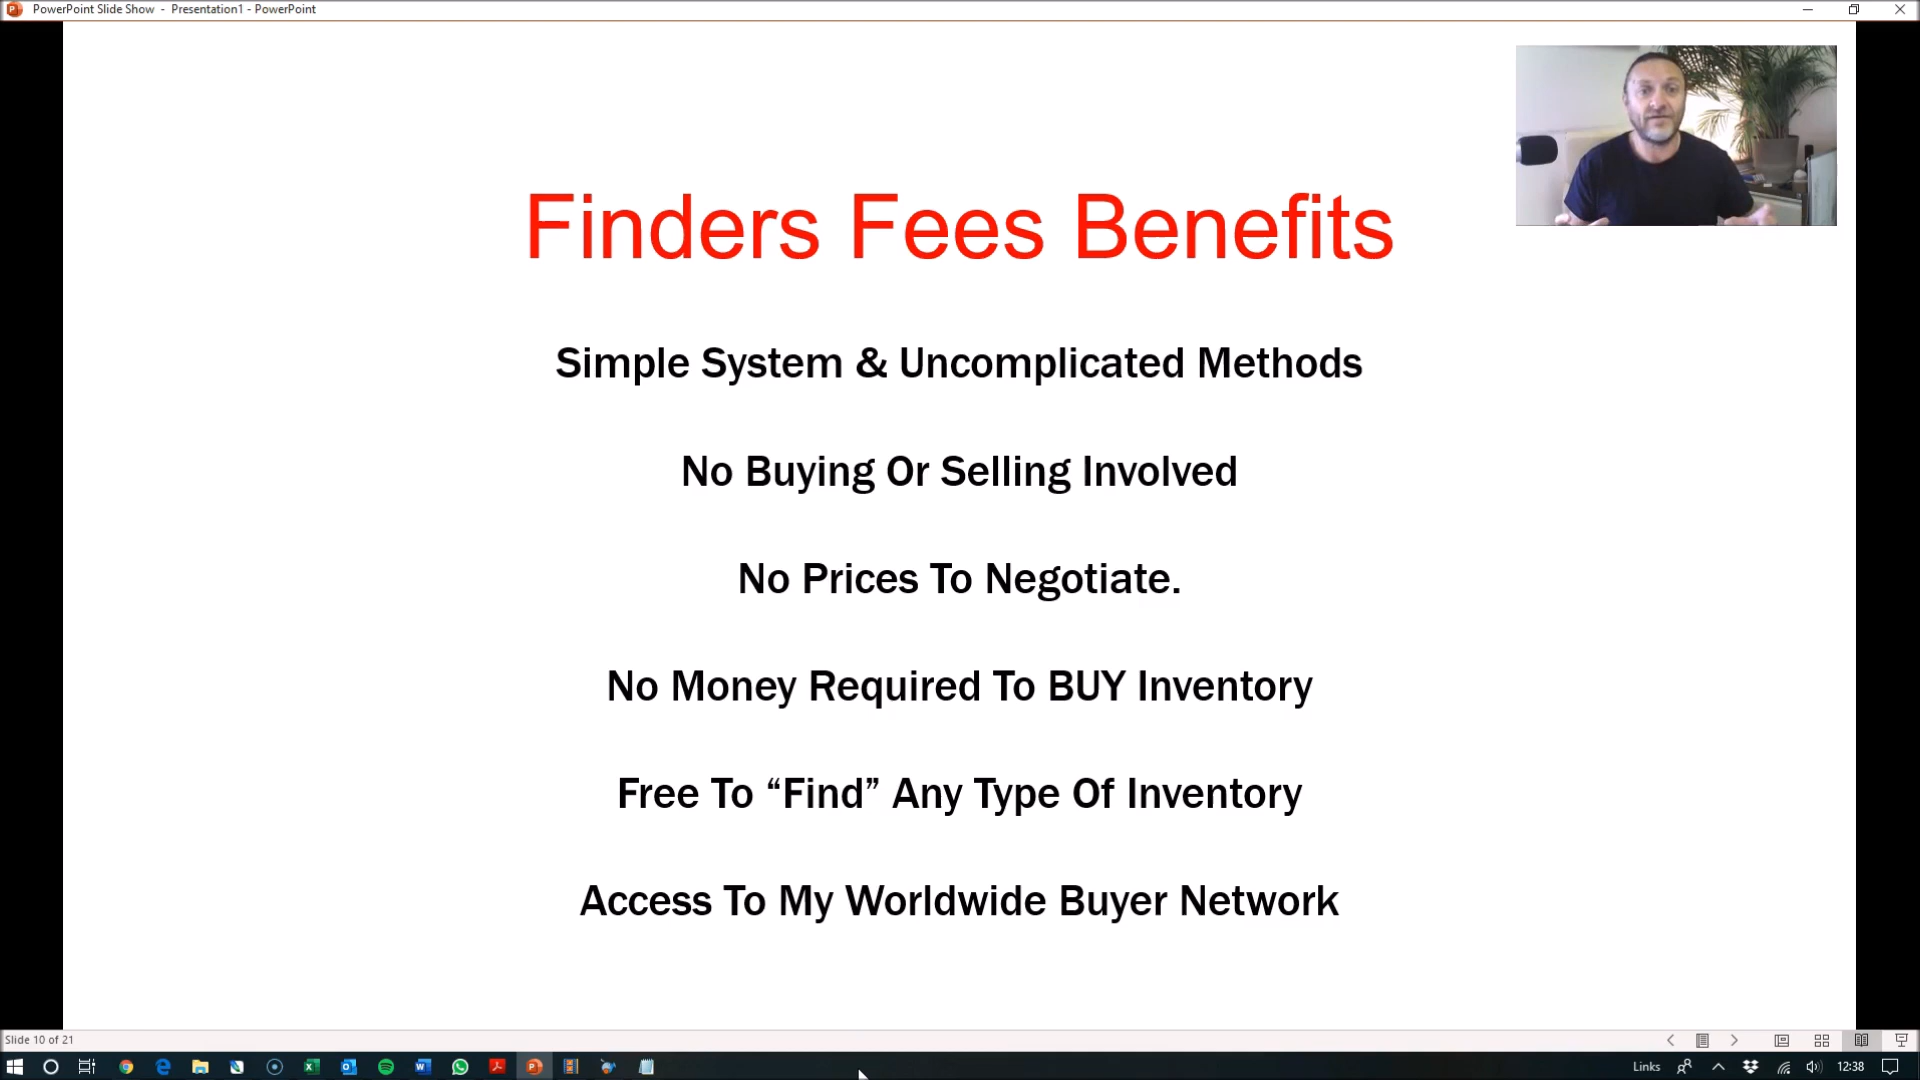 PowerPoint Slide Show - Presentation1 - PowerPoint
Finders Fees Benefits
Simple System & Uncomplicated Methods
No Buying Or Selling Involved
No Prices To Negotiate.
No Money Required To BUY Inventory
Free To “Find” Any Type Of Inventory
Access To My Worldwide Buyer Network
Slide 10 of 21
Links
12:38